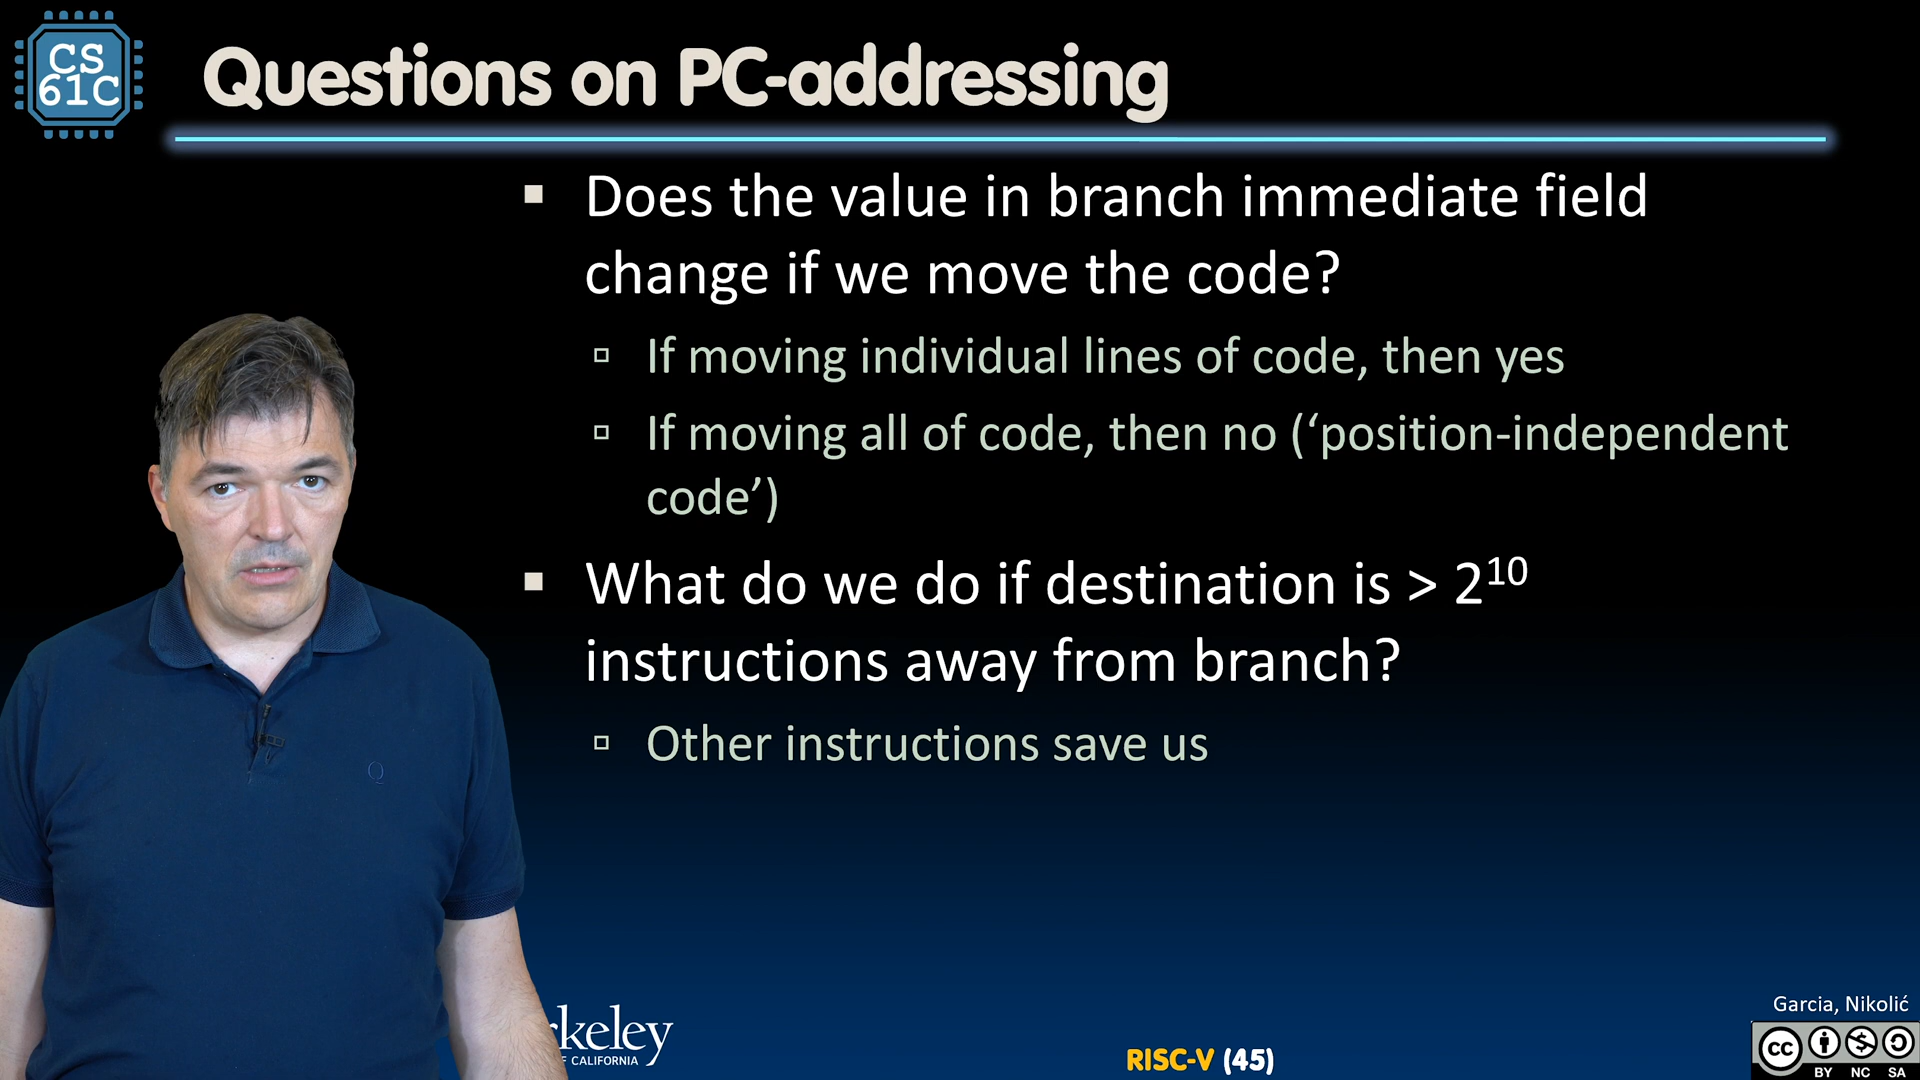 CS
61C
Questions on PC-addressing
Does the value in branch immediate field
change if we move the code?
If moving individual lines of code, then yes
If moving all of code, then no (‘position-independent
code’)
What do we do if destination is > 2¹⁰
instructions away from branch?
Other instructions save us
Q
CALIFORNIA
RISC-V (45)
Garcia, Nikolić
cc
BY NC SA